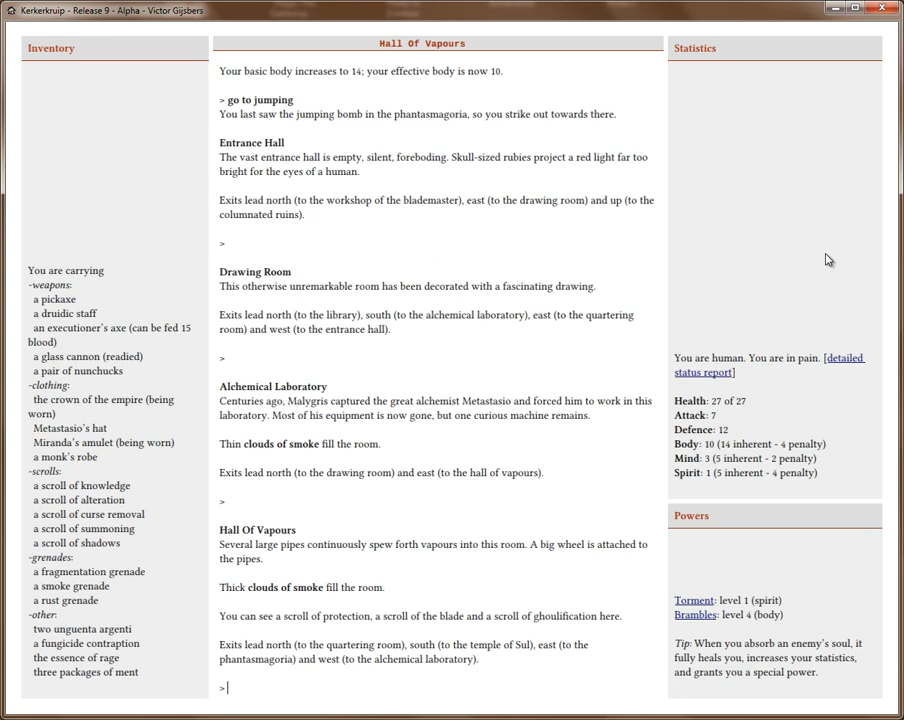 Kerkerkruip - Release 9 - Alpha - Victor Gijsbers
Inventory
You are carrying
-weapons:
a pickaxe
a druidic staff
an executioner's axe (can be fed 15
blood)
a glass cannon (readied)
a pair of nunchucks
-clothing:
the crown of the empire (being
worn)
Metastasio's hat
Miranda's amulet (being worn)
a monk's robe
-scrolls:
a scroll of knowledge
a scroll of alteration
a scroll of curse removal
a scroll of summoning
a scroll of shadows
-grenades:
a fragmentation grenade
a smoke grenade
a rust grenade
-other:
two unguenta argenti
a fungicide contraption
the essence of rage
three packages of ment
Hall Of Vapours
Your basic body increases to 14; your effective body is now 10.
> go to jumping
You last saw the jumping bomb in the phantasmagoria, so you strike out towards there.
Entrance Hall
The vast entrance hall is empty, silent, foreboding. Skull-sized rubies project a red light far too
bright for the eyes of a human.
Exits lead north (to the workshop of the blademaster), east (to the drawing room) and up (to the
columnated ruins).
>
Drawing Room
This otherwise unremarkable room has been decorated with a fascinating drawing.
Exits lead north (to the library), south (to the alchemical laboratory), east (to the quartering
room) and west (to the entrance hall).
>
Alchemical Laboratory
Centuries ago, Malygris captured the great alchemist Metastasio and forced him to work in this
laboratory. Most of his equipment is now gone, but one curious machine remains.
Thin clouds of smoke fill the room.
Exits lead north (to the drawing room) and east (to the hall of vapours).
>
Hall Of Vapours
Several large pipes continuously spew forth vapours into this room. A big wheel is attached to
the pipes.
Thick clouds of smoke fill the room.
You can see a scroll of protection, a scroll of the blade and a scroll of ghoulification here.
Exits lead north (to the quartering room), south (to the temple of Sul), east (to the
phantasmagoria) and west (to the alchemical laboratory).
>
Statistics
You are human. You are in pain. [detailed
status report]
Health: 27 of 27
Attack: 7
Defence: 12
Body: 10 (14 inherent - 4 penalty)
Mind: 3 (5 inherent - 2 penalty)
Spirit: 1 (5 inherent - 4 penalty)
Powers
Torment: level 1 (spirit)
Brambles: level 4 (body)
Tip: When you absorb an enemy's soul, it
fully heals you, increases your statistics,
and grants you a special power.